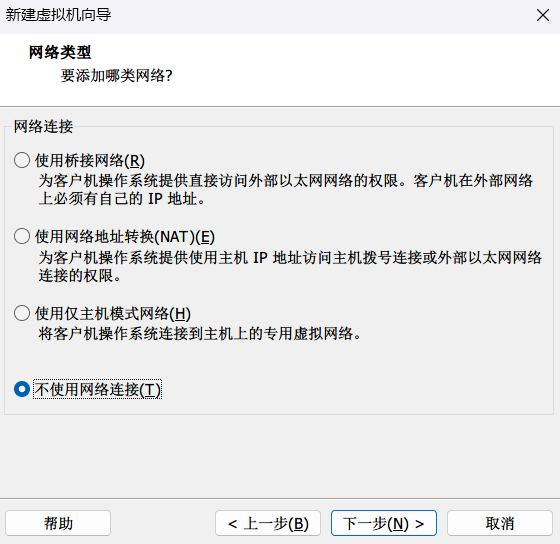 新建虚拟机向导
网络类型
要添加哪类网络?
网络连接
使用桥接网络(R)
为客户机操作系统提供直接访问外部以太网网络的权限。客户机在外部网络
上必须有自己的 IP 地址。
使用网络地址转换(NAT)(E)
为客户机操作系统提供使用主机 IP 地址访问主机拨号连接或外部以太网网络
连接的权限。
使用仅主机模式网络(H)
将客户机操作系统连接到主机上的专用虚拟网络。
不使用网络连接(T)
帮助
< 上一步(B)
下一步(N) >
取消